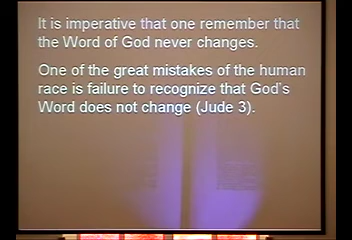 It is imperative that one remember that
the Word of God never changes.
One of the great mistakes of the human
race is failure to recognize that God's
Word does not change (Jude 3).